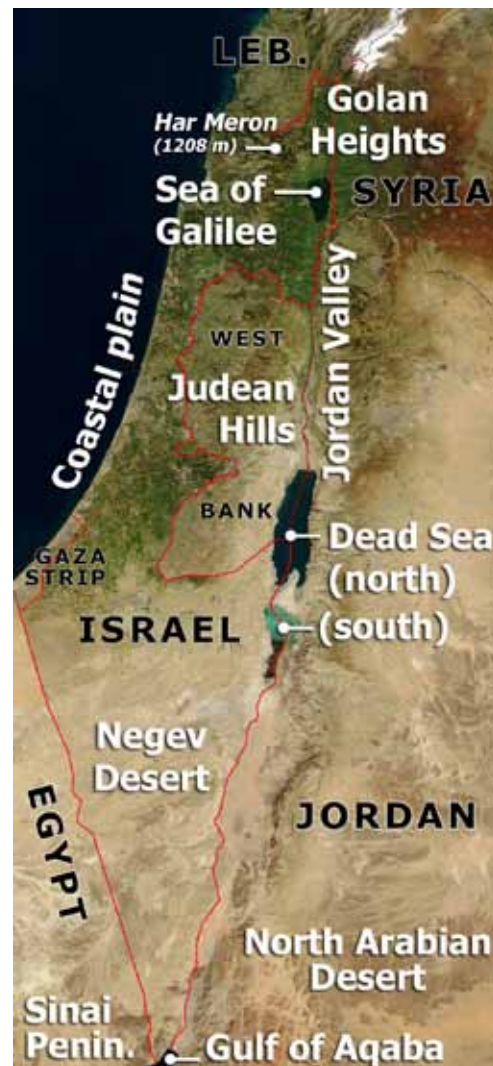 LEB.
Golan
Heights
Har Meron
(1208 m)
Sea of
Galilee
SYRIA
Jordan Valley
Coastal plain
WEST
Judean
Hills
BANK
Dead Sea
(north)
(south)
GAZA
STRIP
ISRAEL
Negev
Desert
EGYPT
JORDAN
North Arabian
Desert
Sinai
Penin.
Gulf of Aqaba